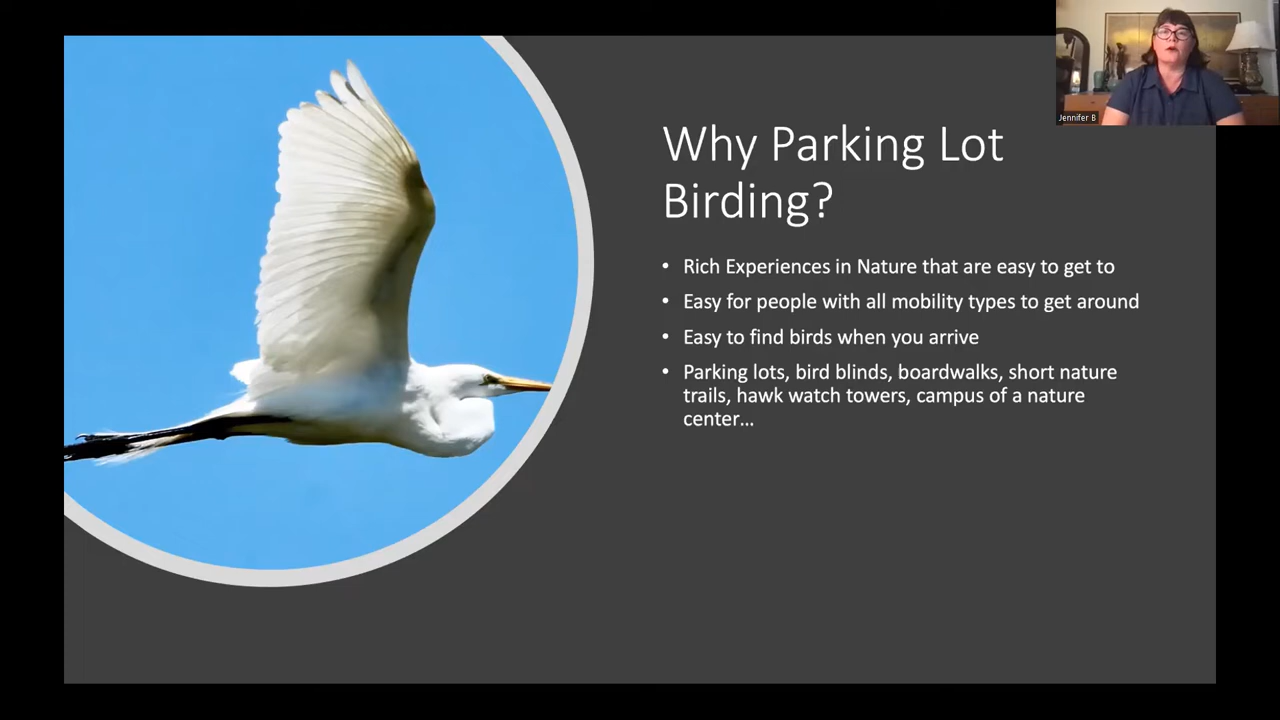 Jennifer B
Why Parking Lot
Birding?
• Rich Experiences in Nature that are easy to get to
• Easy for people with all mobility types to get around
• Easy to find birds when you arrive
• Parking lots, bird blinds, boardwalks, short nature
trails, hawk watch towers, campus of a nature
center…